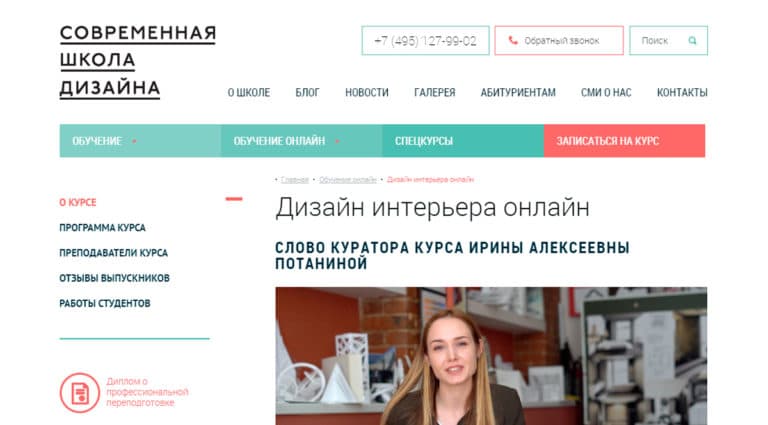 СОВРЕМЕННАЯ
ШКОЛА
ДИЗАЙНА
+7 (495) 127-99-02
Обратный звонок
Поиск
О ШКОЛЕ
БЛОГ
НОВОСТИ
ГАЛЕРЕЯ
АБИТУРИЕНТАМ
СМИ О НАС
КОНТАКТЫ
ОБУЧЕНИЕ
ОБУЧЕНИЕ ОНЛАЙН
СПЕЦКУРСЫ
ЗАПИСАТЬСЯ НА КУРС
Главная • Обучение онлайн • Дизайн интерьера онлайн
О КУРСЕ
ПРОГРАММА КУРСА
ПРЕПОДАВАТЕЛИ КУРСА
ОТЗЫВЫ ВЫПУСКНИКОВ
РАБОТЫ СТУДЕНТОВ
Диплом о
профессиональной
переподготовке
Дизайн интерьера онлайн
СЛОВО КУРАТОРА КУРСА ИРИНЫ АЛЕКСЕЕВНЫ
ПОТАНИНОЙ